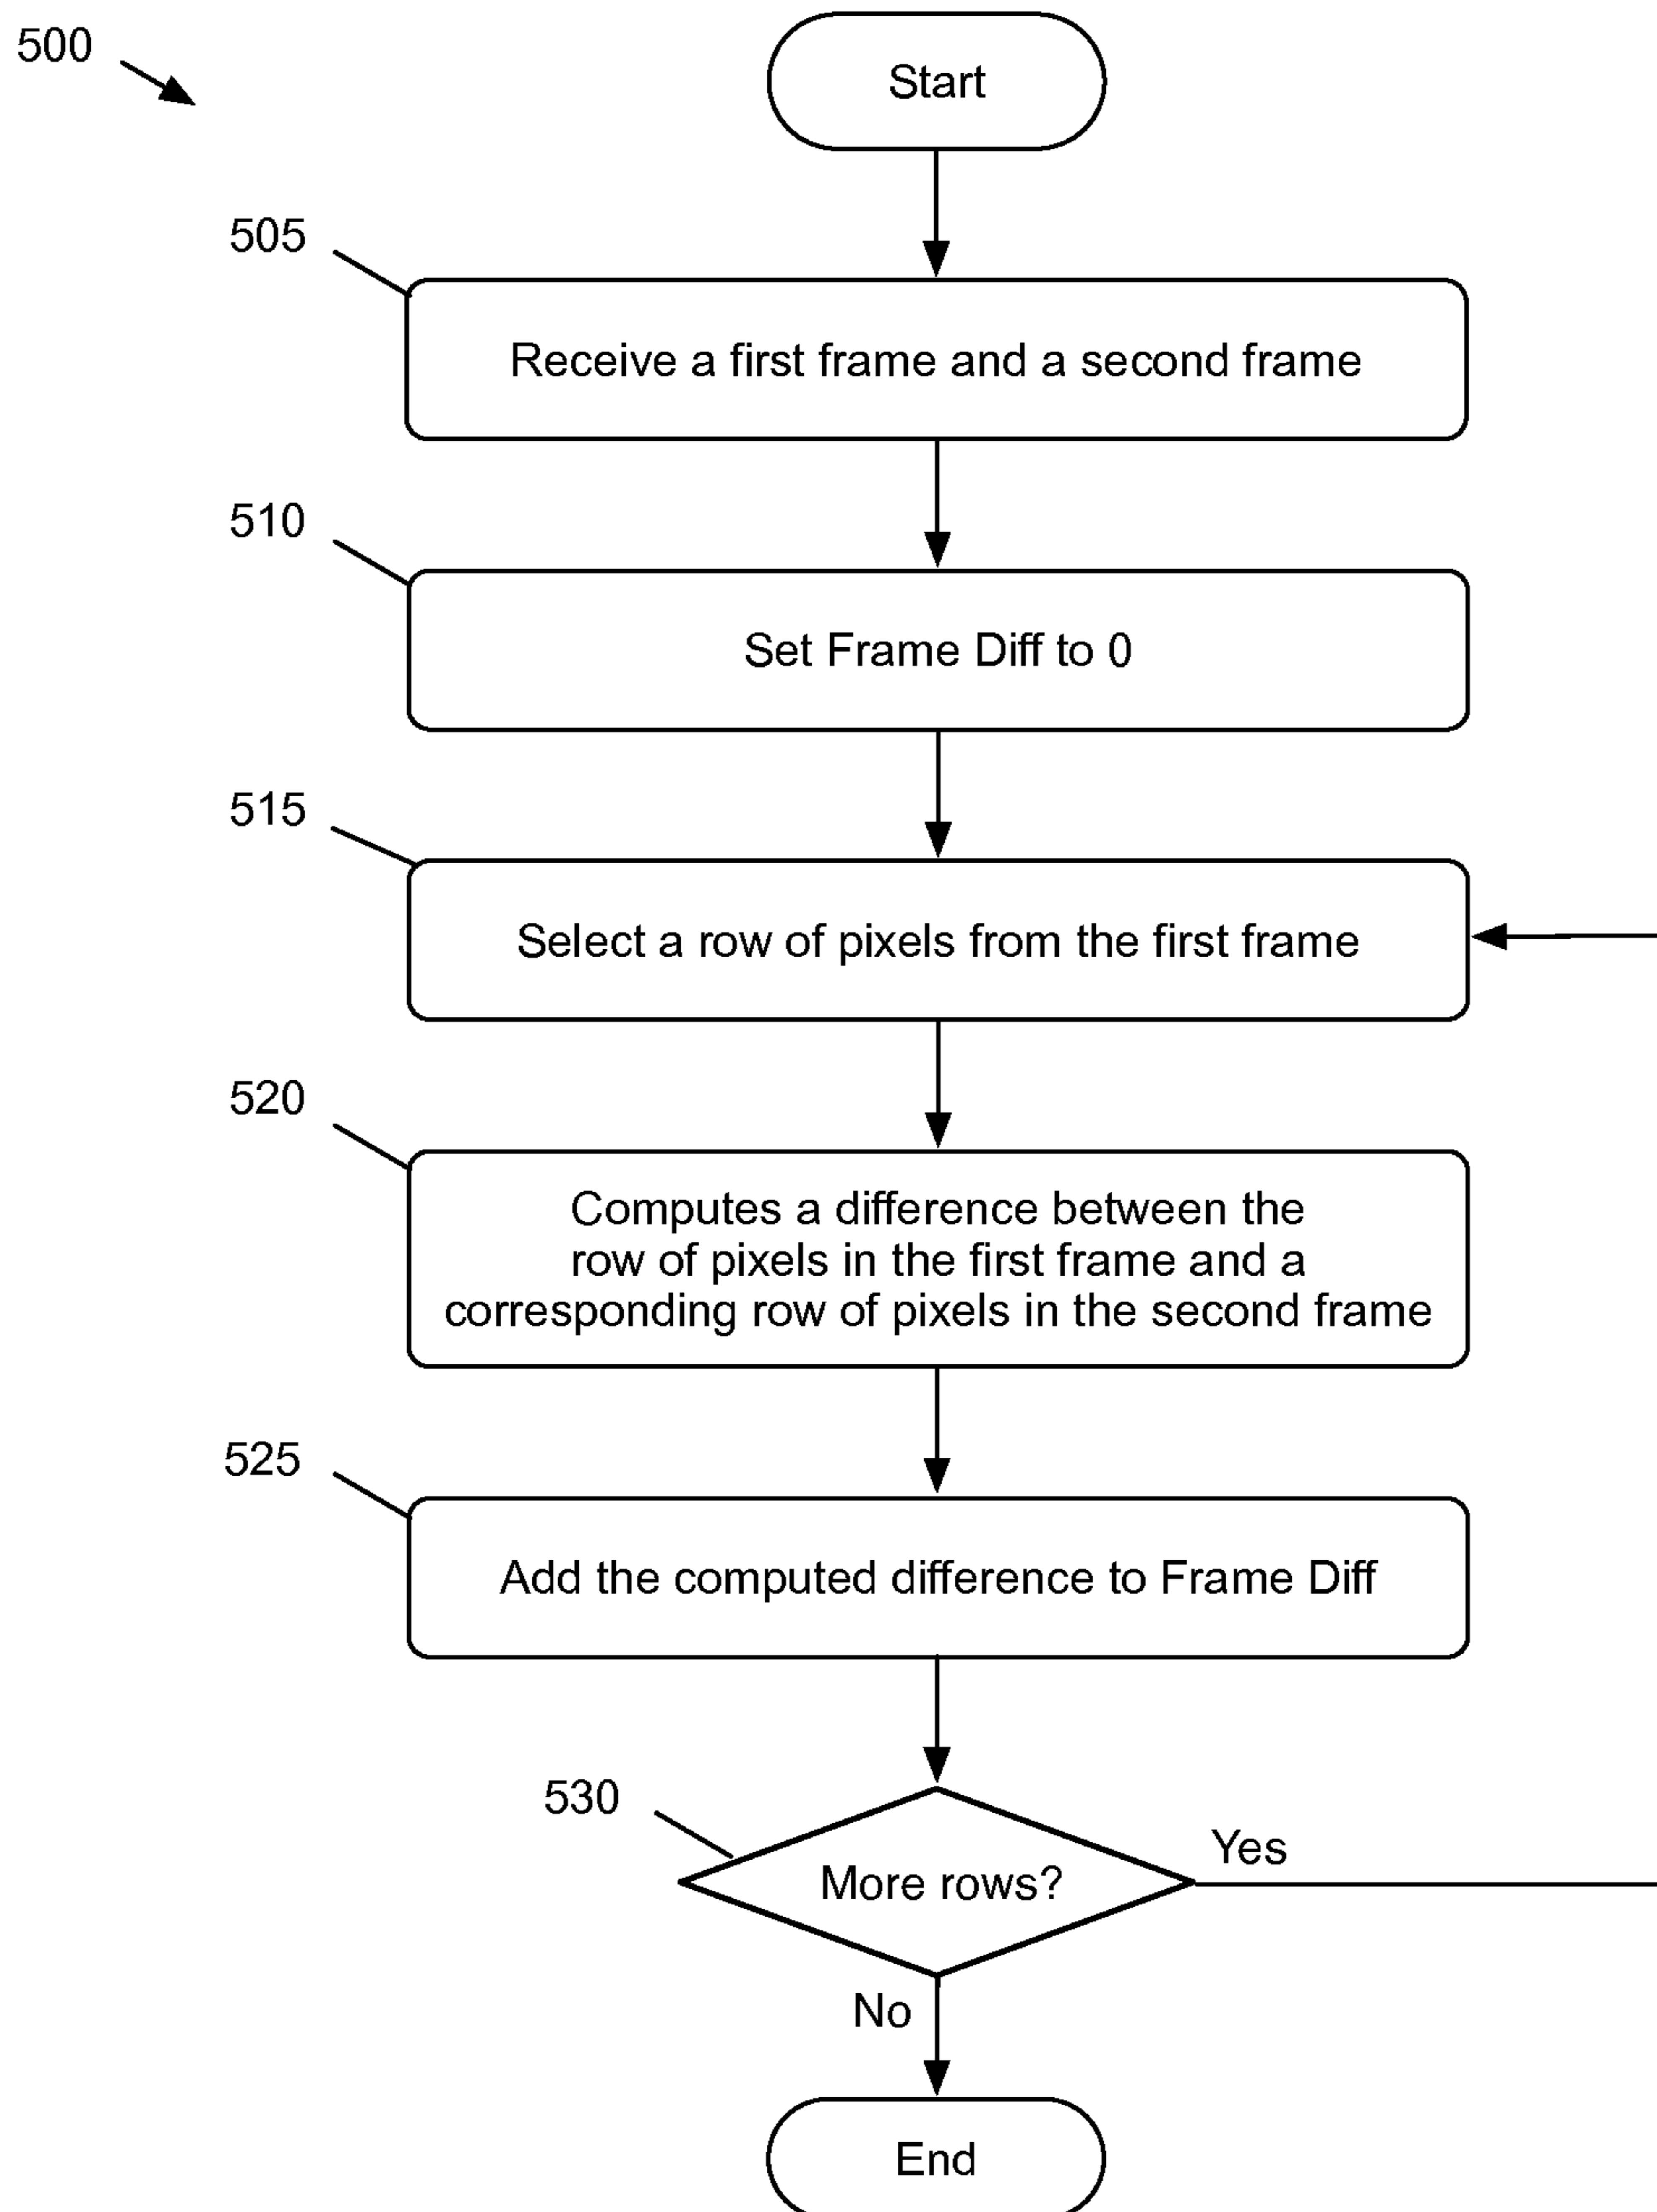 500
Start
505
Receive a first frame and a second frame
510
Set Frame Diff to 0
515
Select a row of pixels from the first frame
520
Computes a difference between the
row of pixels in the first frame and a
corresponding row of pixels in the second frame
525
Add the computed difference to Frame Diff
530
More rows?
Yes
No
End